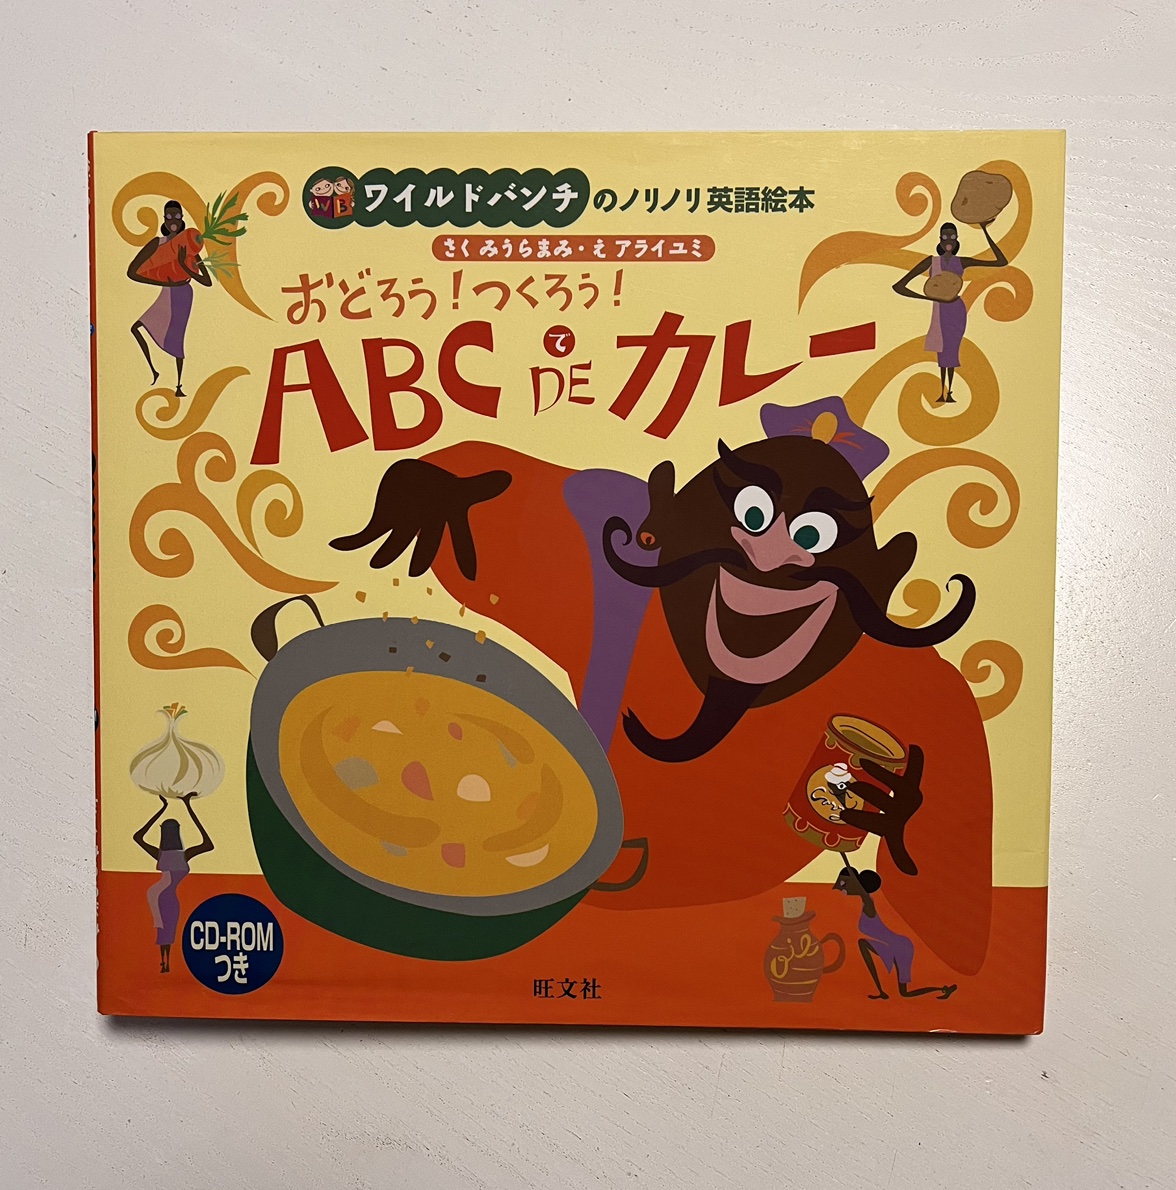 W B
ワイルドバンチのノリノリ英語絵本
さく みうらまみ・え アライユミ
おどろう!つくろう!
ABC で DE カレー
CD-ROM
つき
旺文社